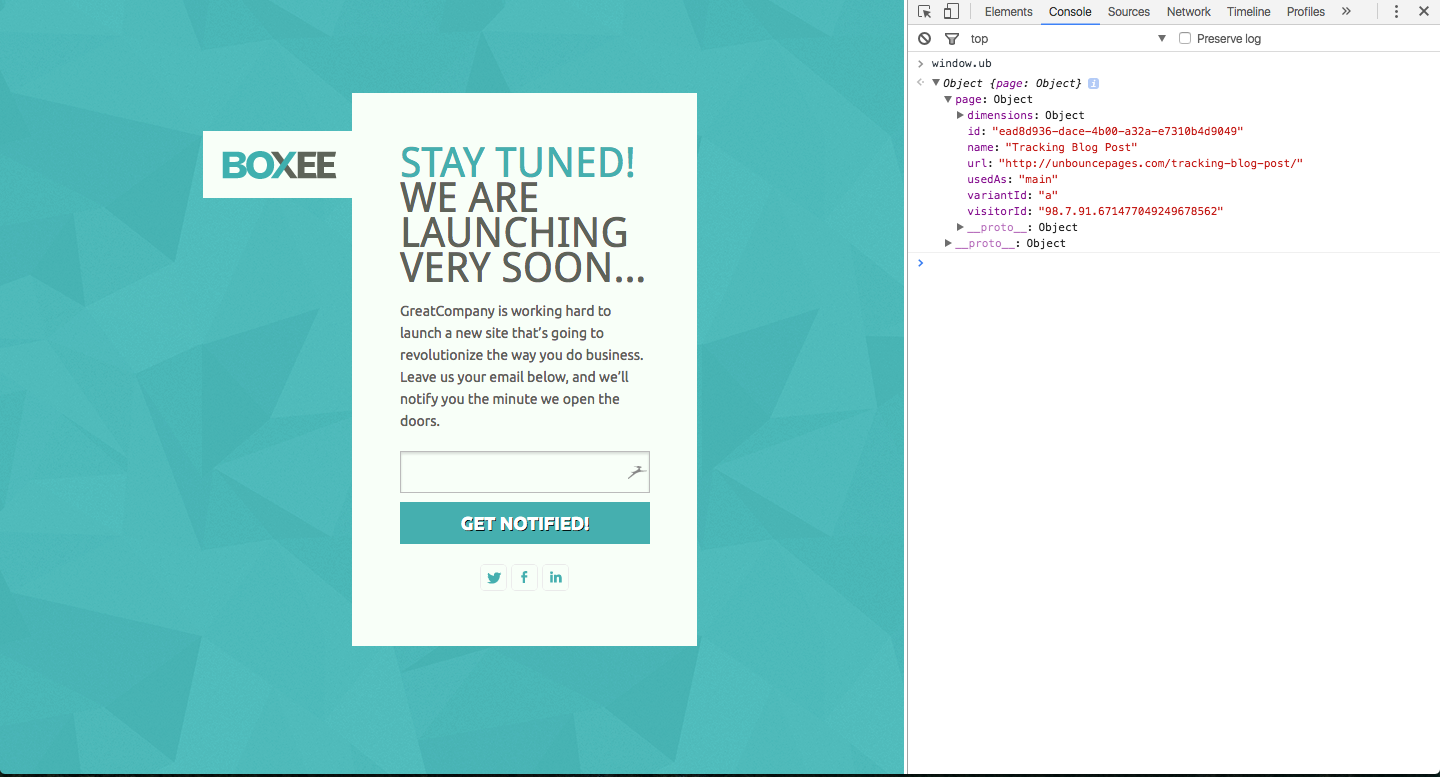 BOXEE
STAY TUNED!
WE ARE
LAUNCHING
VERY SOON...
GreatCompany is working hard to
launch a new site that's going to
revolutionize the way you do business.
Leave us your email below, and we'll
notify you the minute we open the
doors.
GET NOTIFIED!
Elements Console Sources Network Timeline Profiles »
top Preserve log
window.ub
Object {page: Object} i
page: Object
dimensions: Object
id: "ead8d936-dace-4b00-a32a-e7310b4d9049"
name: "Tracking Blog Post"
url: "http://unbouncepages.com/tracking-blog-post/"
usedAs: "main"
variantId: "a"
visitorId: "98.7.91.671477049249678562"
__proto__: Object
__proto__: Object